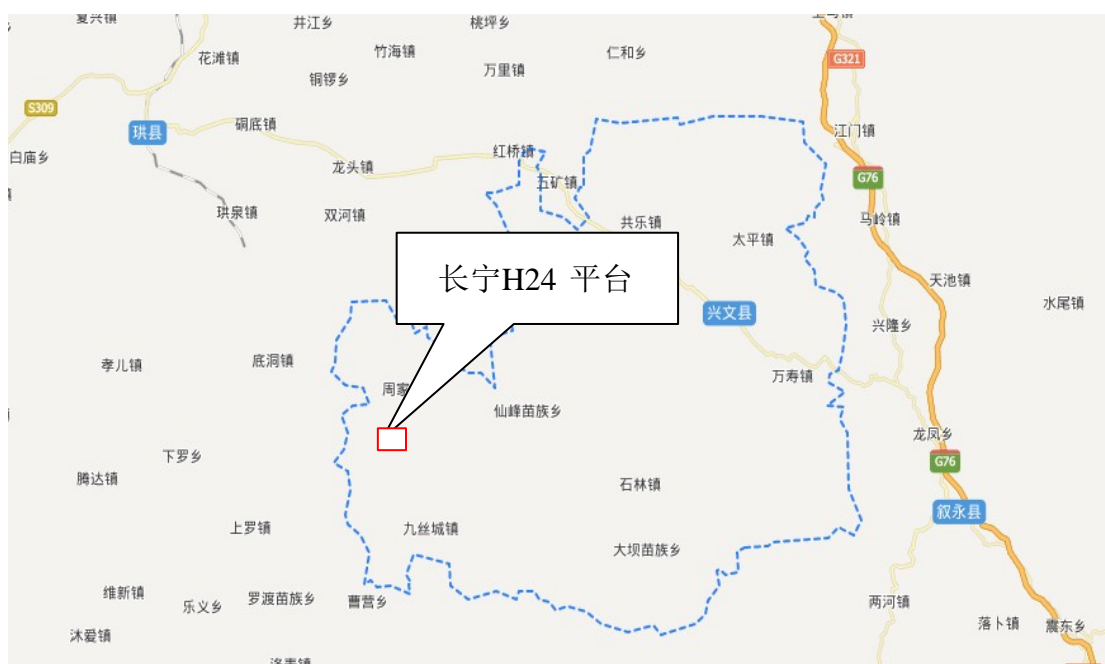 复兴镇
井江乡
桃坪乡
花滩镇
竹海镇
仁和乡
G321
铜锣乡
万里镇
S309
珙县
硐底镇
江门镇
白庙乡
龙头镇
红桥镇
五矿镇
G76
珙泉镇
双河镇
共乐镇
太平镇
马岭镇
长宁H24 平台
天池镇
水尾镇
兴文县
兴隆乡
孝儿镇
底洞镇
周家
万寿镇
仙峰苗族乡
龙凤乡
下罗乡
G76
腾达镇
石林镇
叙永县
上罗镇
九丝城镇
大坝苗族乡
维新镇
乐义乡
罗渡苗族乡
曹营乡
两河镇
沐爱镇
落卜镇
震东乡